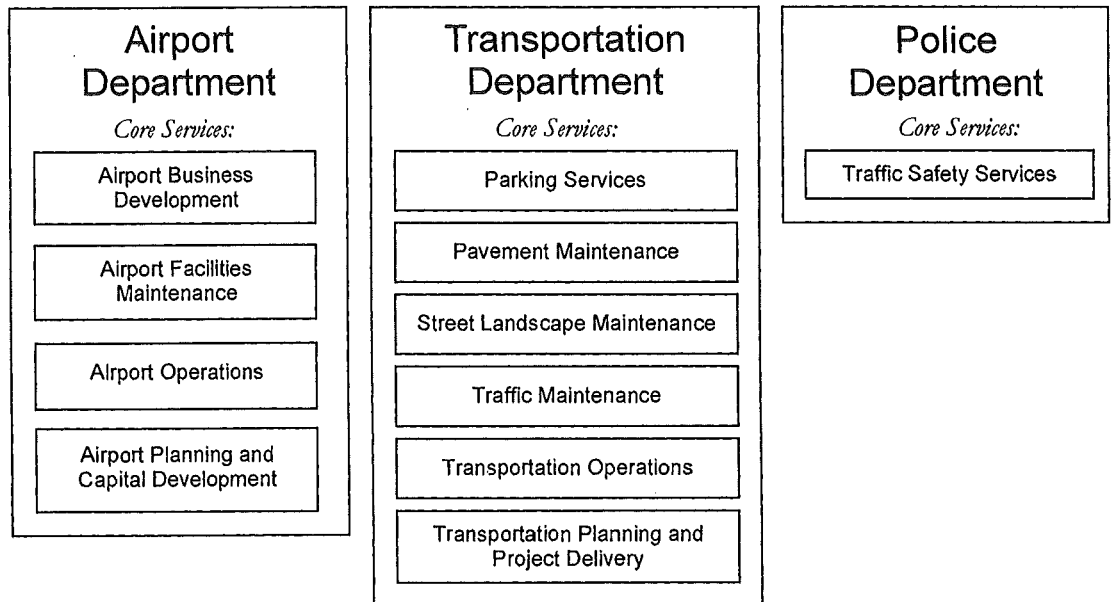 Airport
Department
Core Services:
Airport Business
Development
Airport Facilities
Maintenance
Airport Operations
Airport Planning and
Capital Development
Transportation
Department
Core Services:
Parking Services
Pavement Maintenance
Street Landscape Maintenance
Traffic Maintenance
Transportation Operations
Transportation Planning and
Project Delivery
Police
Department
Core Services:
Traffic Safety Services